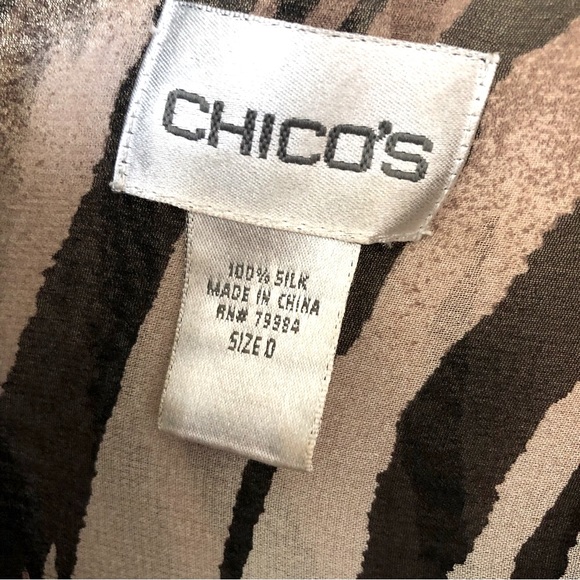 CHICO'S
100% SILK
MADE IN CHINA
RN# 79984
SIZE 0